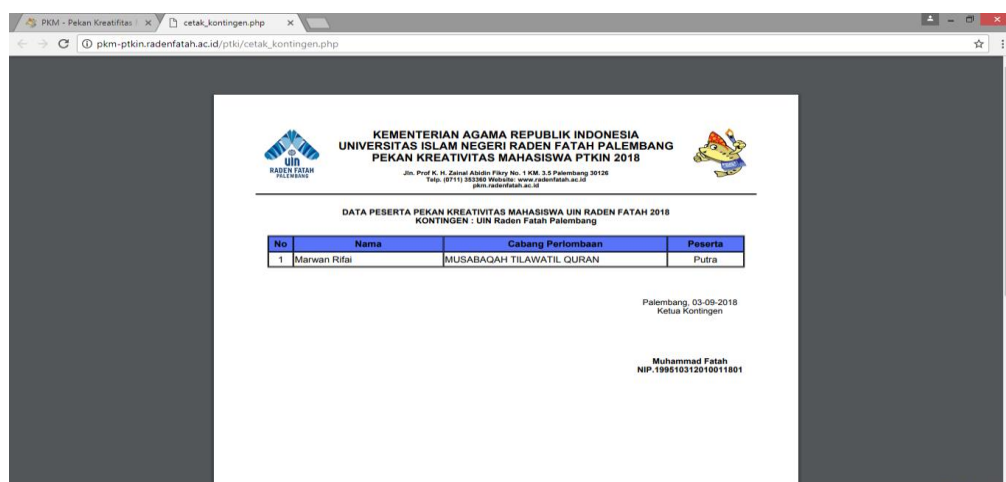 PKM - Pekan Kreatifitas
cetak_kontingen.php
pkm-ptkin.radenfatah.ac.id/ptki/cetak_kontingen.php
KEMENTERIAN AGAMA REPUBLIK INDONESIA
UNIVERSITAS ISLAM NEGERI RADEN FATAH PALEMBANG
PEKAN KREATIVITAS MAHASISWA PTKIN 2018
Jln. Prof K. H. Zainal Abidin Fikry No. 1 KM. 3.5 Palembang 30126
Telp. (0711) 353360 Website: www.radenfatah.ac.id
pkm.radenfatah.ac.id
uin
RADEN FATAH
PALEMBANG
DATA PESERTA PEKAN KREATIVITAS MAHASISWA UIN RADEN FATAH 2018
KONTINGEN : UIN Raden Fatah Palembang
No Nama Cabang Perlombaan Peserta
1 Marwan Rifai MUSABAQAH TILAWATIL QURAN Putra
Palembang, 03-09-2018
Ketua Kontingen
Muhammad Fatah
NIP.199510312010011801